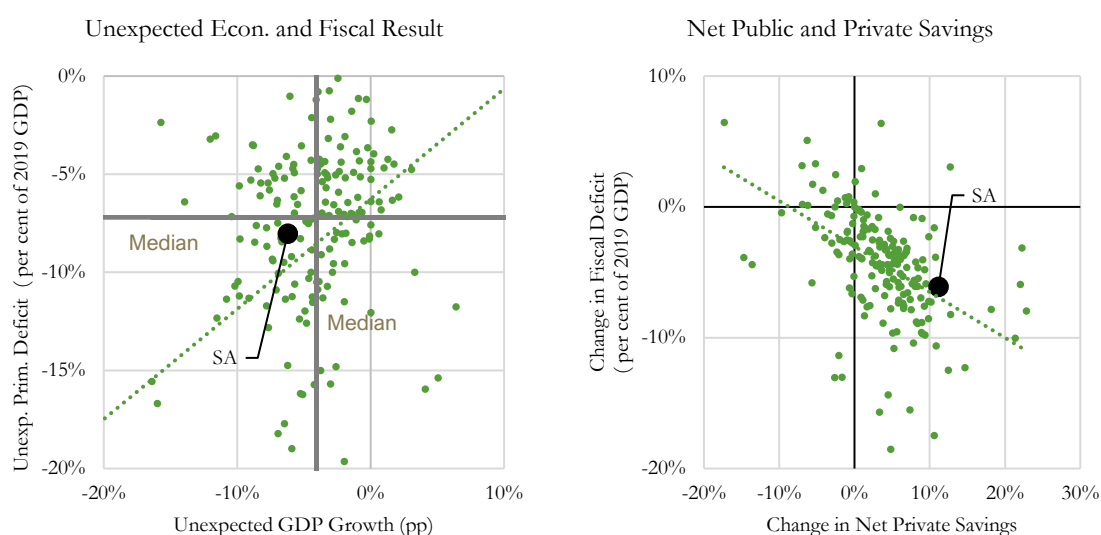 Unexpected Econ. and Fiscal Result
Unexp. Prim. Deficit (per cent of 2019 GDP)
0%
-5%
-10%
-15%
-20%
Median
Median
SA
-20%
-10%
0%
10%
Unexpected GDP Growth (pp)
Net Public and Private Savings
Change in Fiscal Deficit
(per cent of 2019 GDP)
10%
0%
-10%
-20%
SA
-20%
-10%
0%
10%
20%
30%
Change in Net Private Savings